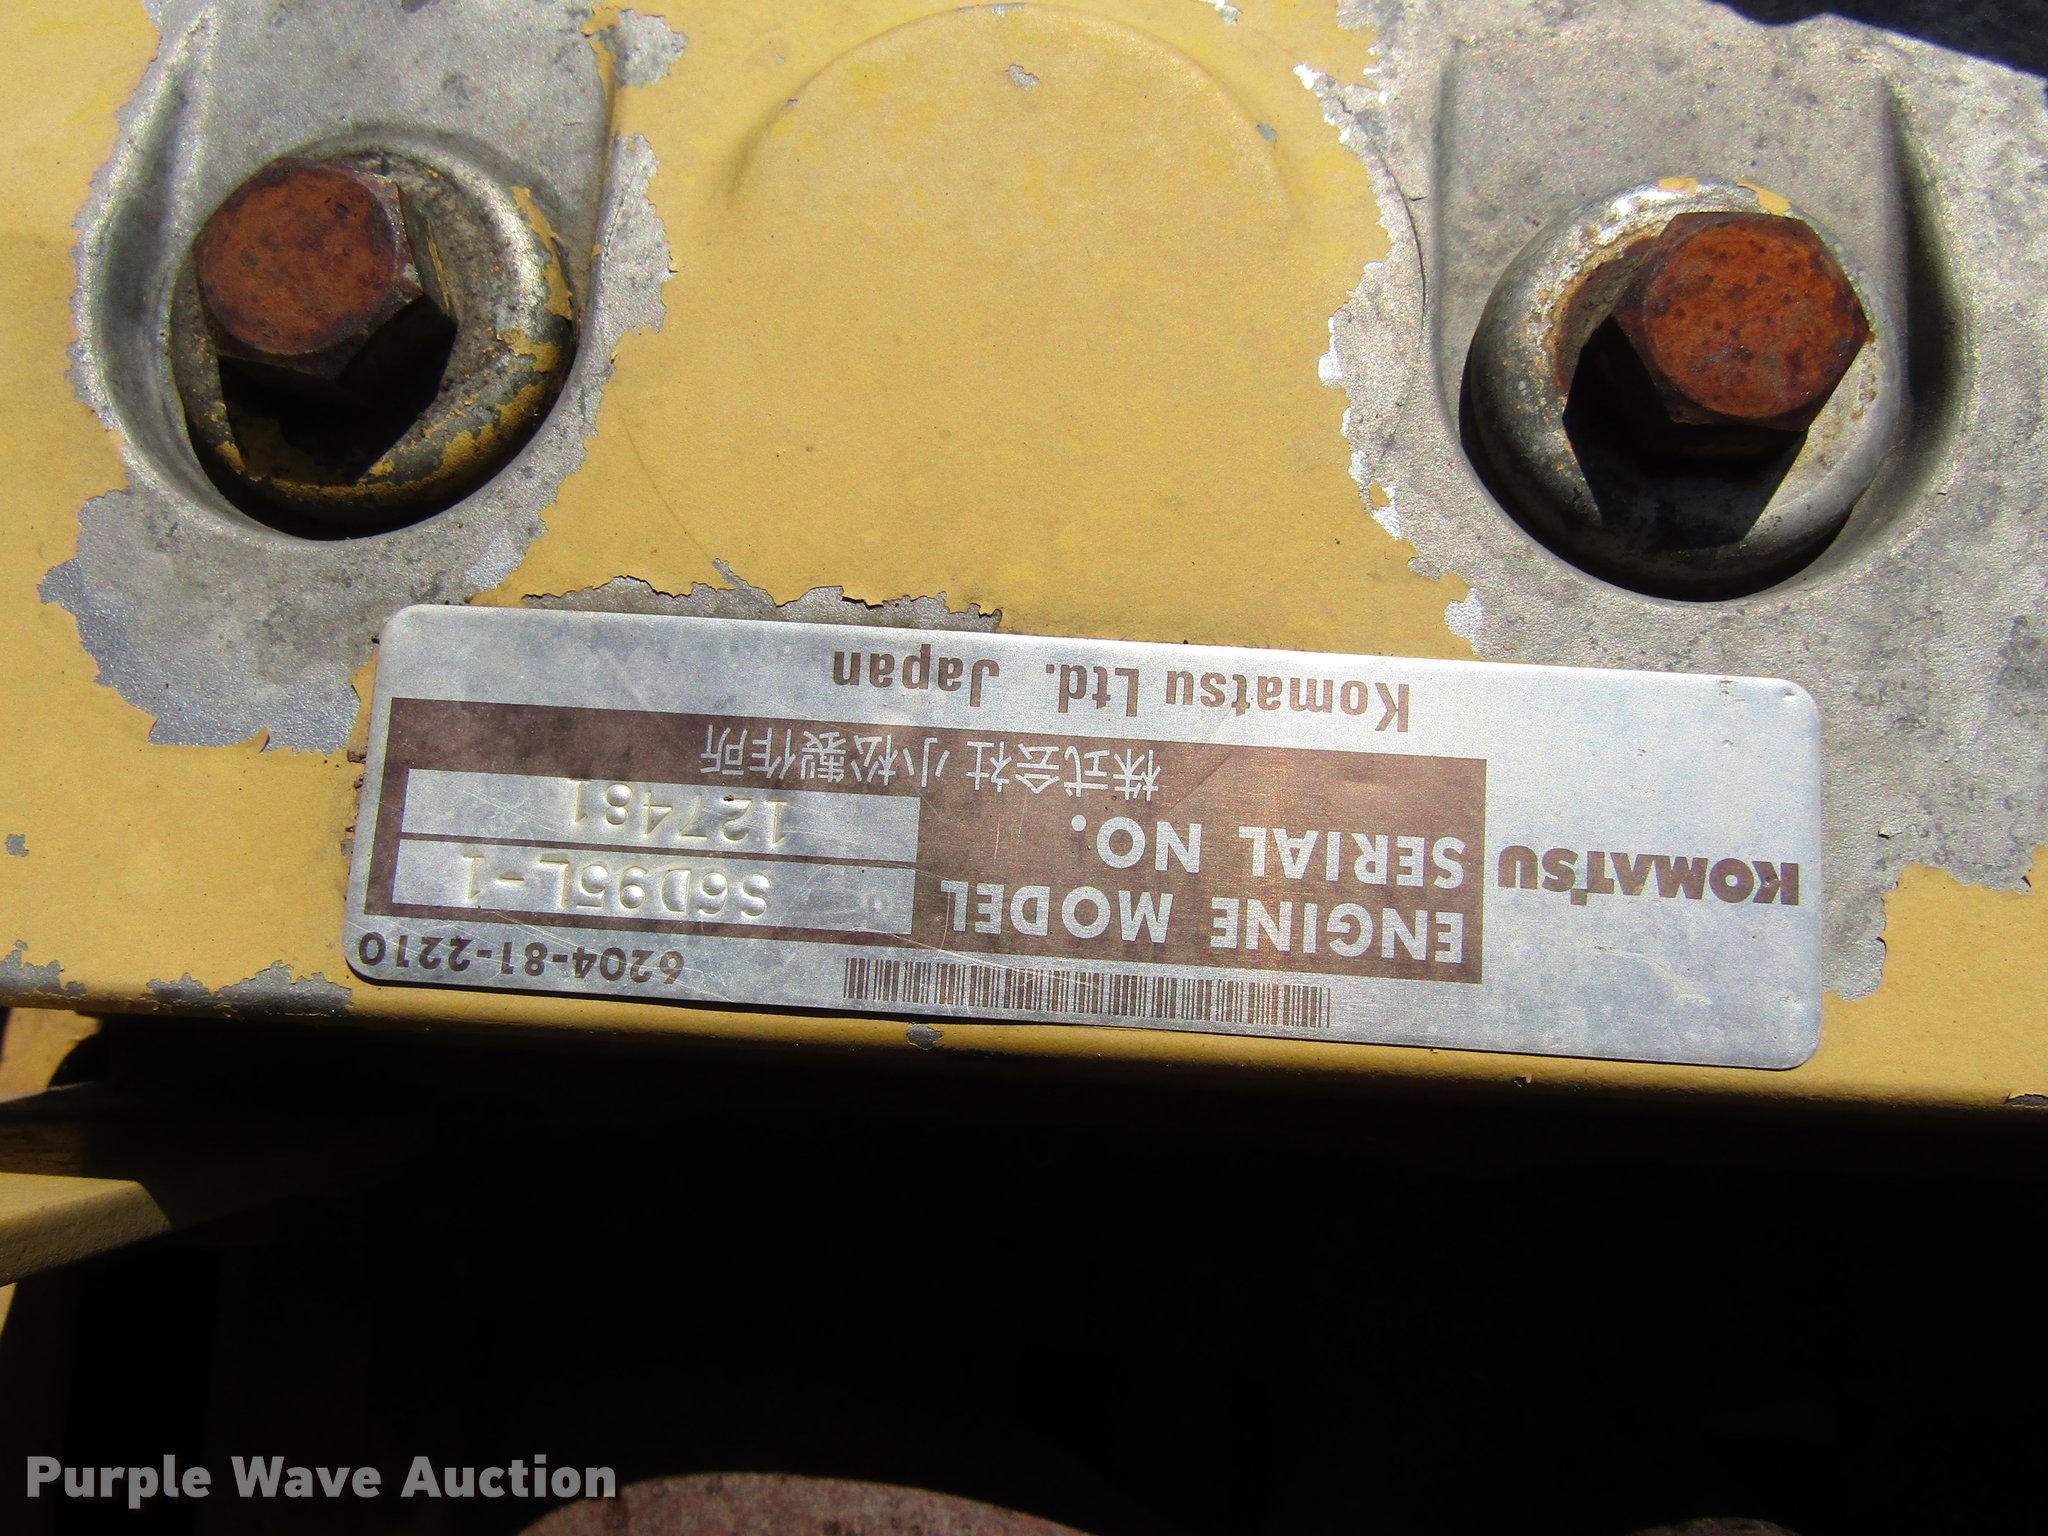 6204-81-2210
KOMATSU
ENGINE MODEL S6D95L-1
SERIAL NO. 127481
株式会社 小松製作所
Komatsu Ltd. Japan
Purple Wave Auction